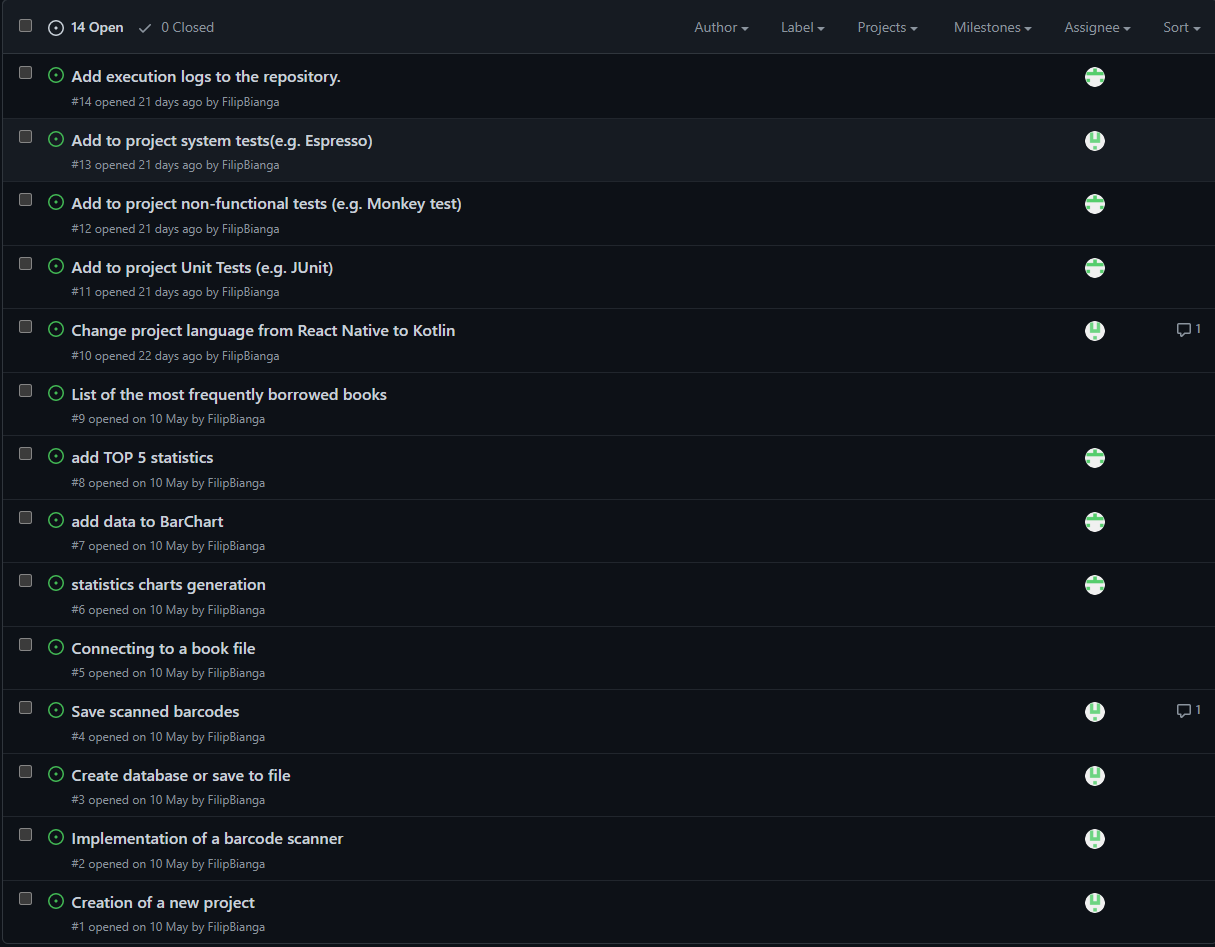 14 Open 0 Closed Author Label Projects Milestones Assignee Sort
Add execution logs to the repository.
#14 opened 21 days ago by FilipBianga
Add to project system tests(e.g. Espresso)
#13 opened 21 days ago by FilipBianga
Add to project non-functional tests (e.g. Monkey test)
#12 opened 21 days ago by FilipBianga
Add to project Unit Tests (e.g. JUnit)
#11 opened 21 days ago by FilipBianga
Change project language from React Native to Kotlin 1
#10 opened 22 days ago by FilipBianga
List of the most frequently borrowed books
#9 opened on 10 May by FilipBianga
add TOP 5 statistics
#8 opened on 10 May by FilipBianga
add data to BarChart
#7 opened on 10 May by FilipBianga
statistics charts generation
#6 opened on 10 May by FilipBianga
Connecting to a book file
#5 opened on 10 May by FilipBianga
Save scanned barcodes 1
#4 opened on 10 May by FilipBianga
Create database or save to file
#3 opened on 10 May by FilipBianga
Implementation of a barcode scanner
#2 opened on 10 May by FilipBianga
Creation of a new project
#1 opened on 10 May by FilipBianga